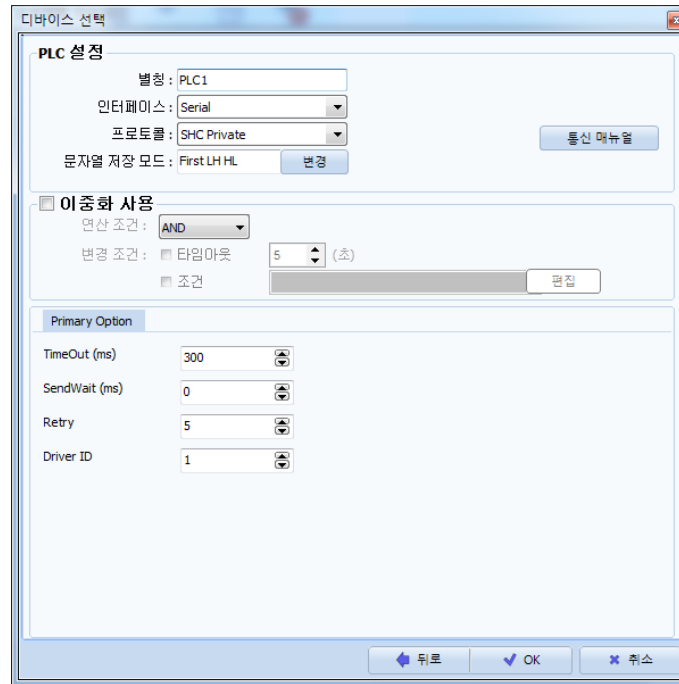 디바이스 선택
PLC 설정
별칭 : PLC1
인터페이스 : Serial
프로토콜 : SHC Private
통신 매뉴얼
문자열 저장 모드 : First LH HL 변경
이중화 사용
연산 조건 : AND
변경 조건 : 타임아웃 5 (초)
조건 편집
Primary Option
TimeOut (ms) 300
SendWait (ms) 0
Retry 5
Driver ID 1
뒤로 OK 취소